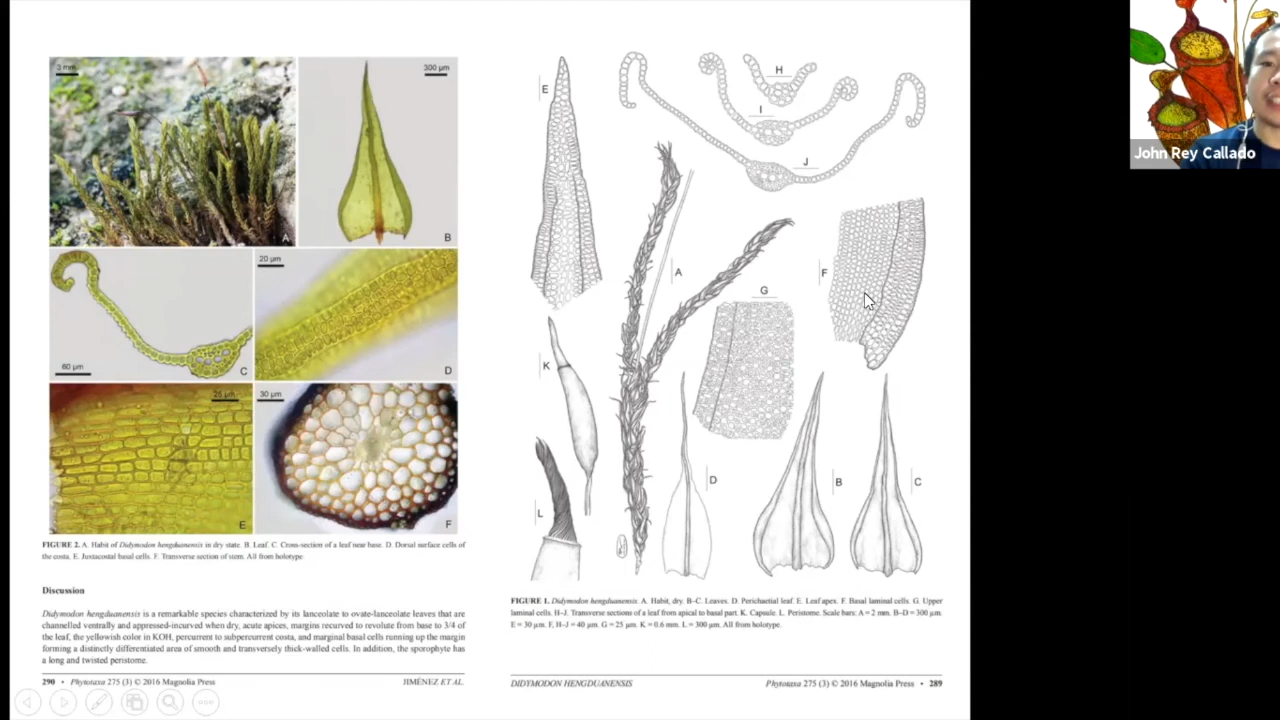 3 mm
300 µm
A
B
20 µm
60 µm
C
D
25 µm
30 µm
E
F
FIGURE 2. A. Habit of Didymodon hengduanensis in dry state. B. Leaf. C. Cross-section of a leaf near base. D. Dorsal surface cells of
the costa. E. Juxtacostal basal cells. F. Transverse section of stem. All from holotype.
Discussion
Didymodon hengduanensis is a remarkable species characterized by its lanceolate to ovate-lanceolate leaves that are
channelled ventrally and appressed-incurved when dry, acute apices, margins recurved to revolute from base to 3/4 of
the leaf, the yellowish color in KOH, percurrent to subpercurrent costa, and marginal basal cells running up the margin
forming a distinctly differentiated area of smooth and transversely thick-walled cells. In addition, the sporophyte has
a long and twisted peristome.
290 • Phytotaxa 275 (3) © 2016 Magnolia Press
JIMÉNEZ ET AL.
E
H
I
J
A
F
G
K
D
B
C
L
FIGURE 1. Didymodon hengduanensis. A. Habit, dry. B–C. Leaves. D. Perichaetial leaf. E. Leaf apex. F. Basal laminal cells. G. Upper
laminal cells. H–J. Transverse sections of a leaf from apical to basal part. K. Capsule. L. Peristome. Scale bars: A = 2 mm. B–D = 300 µm.
E = 30 µm. F, H–J = 40 µm. G = 25 µm. K = 0.6 mm. L = 300 µm. All from holotype.
DIDYMODON HENGDUANENSIS
Phytotaxa 275 (3) © 2016 Magnolia Press • 289
John Rey Callado